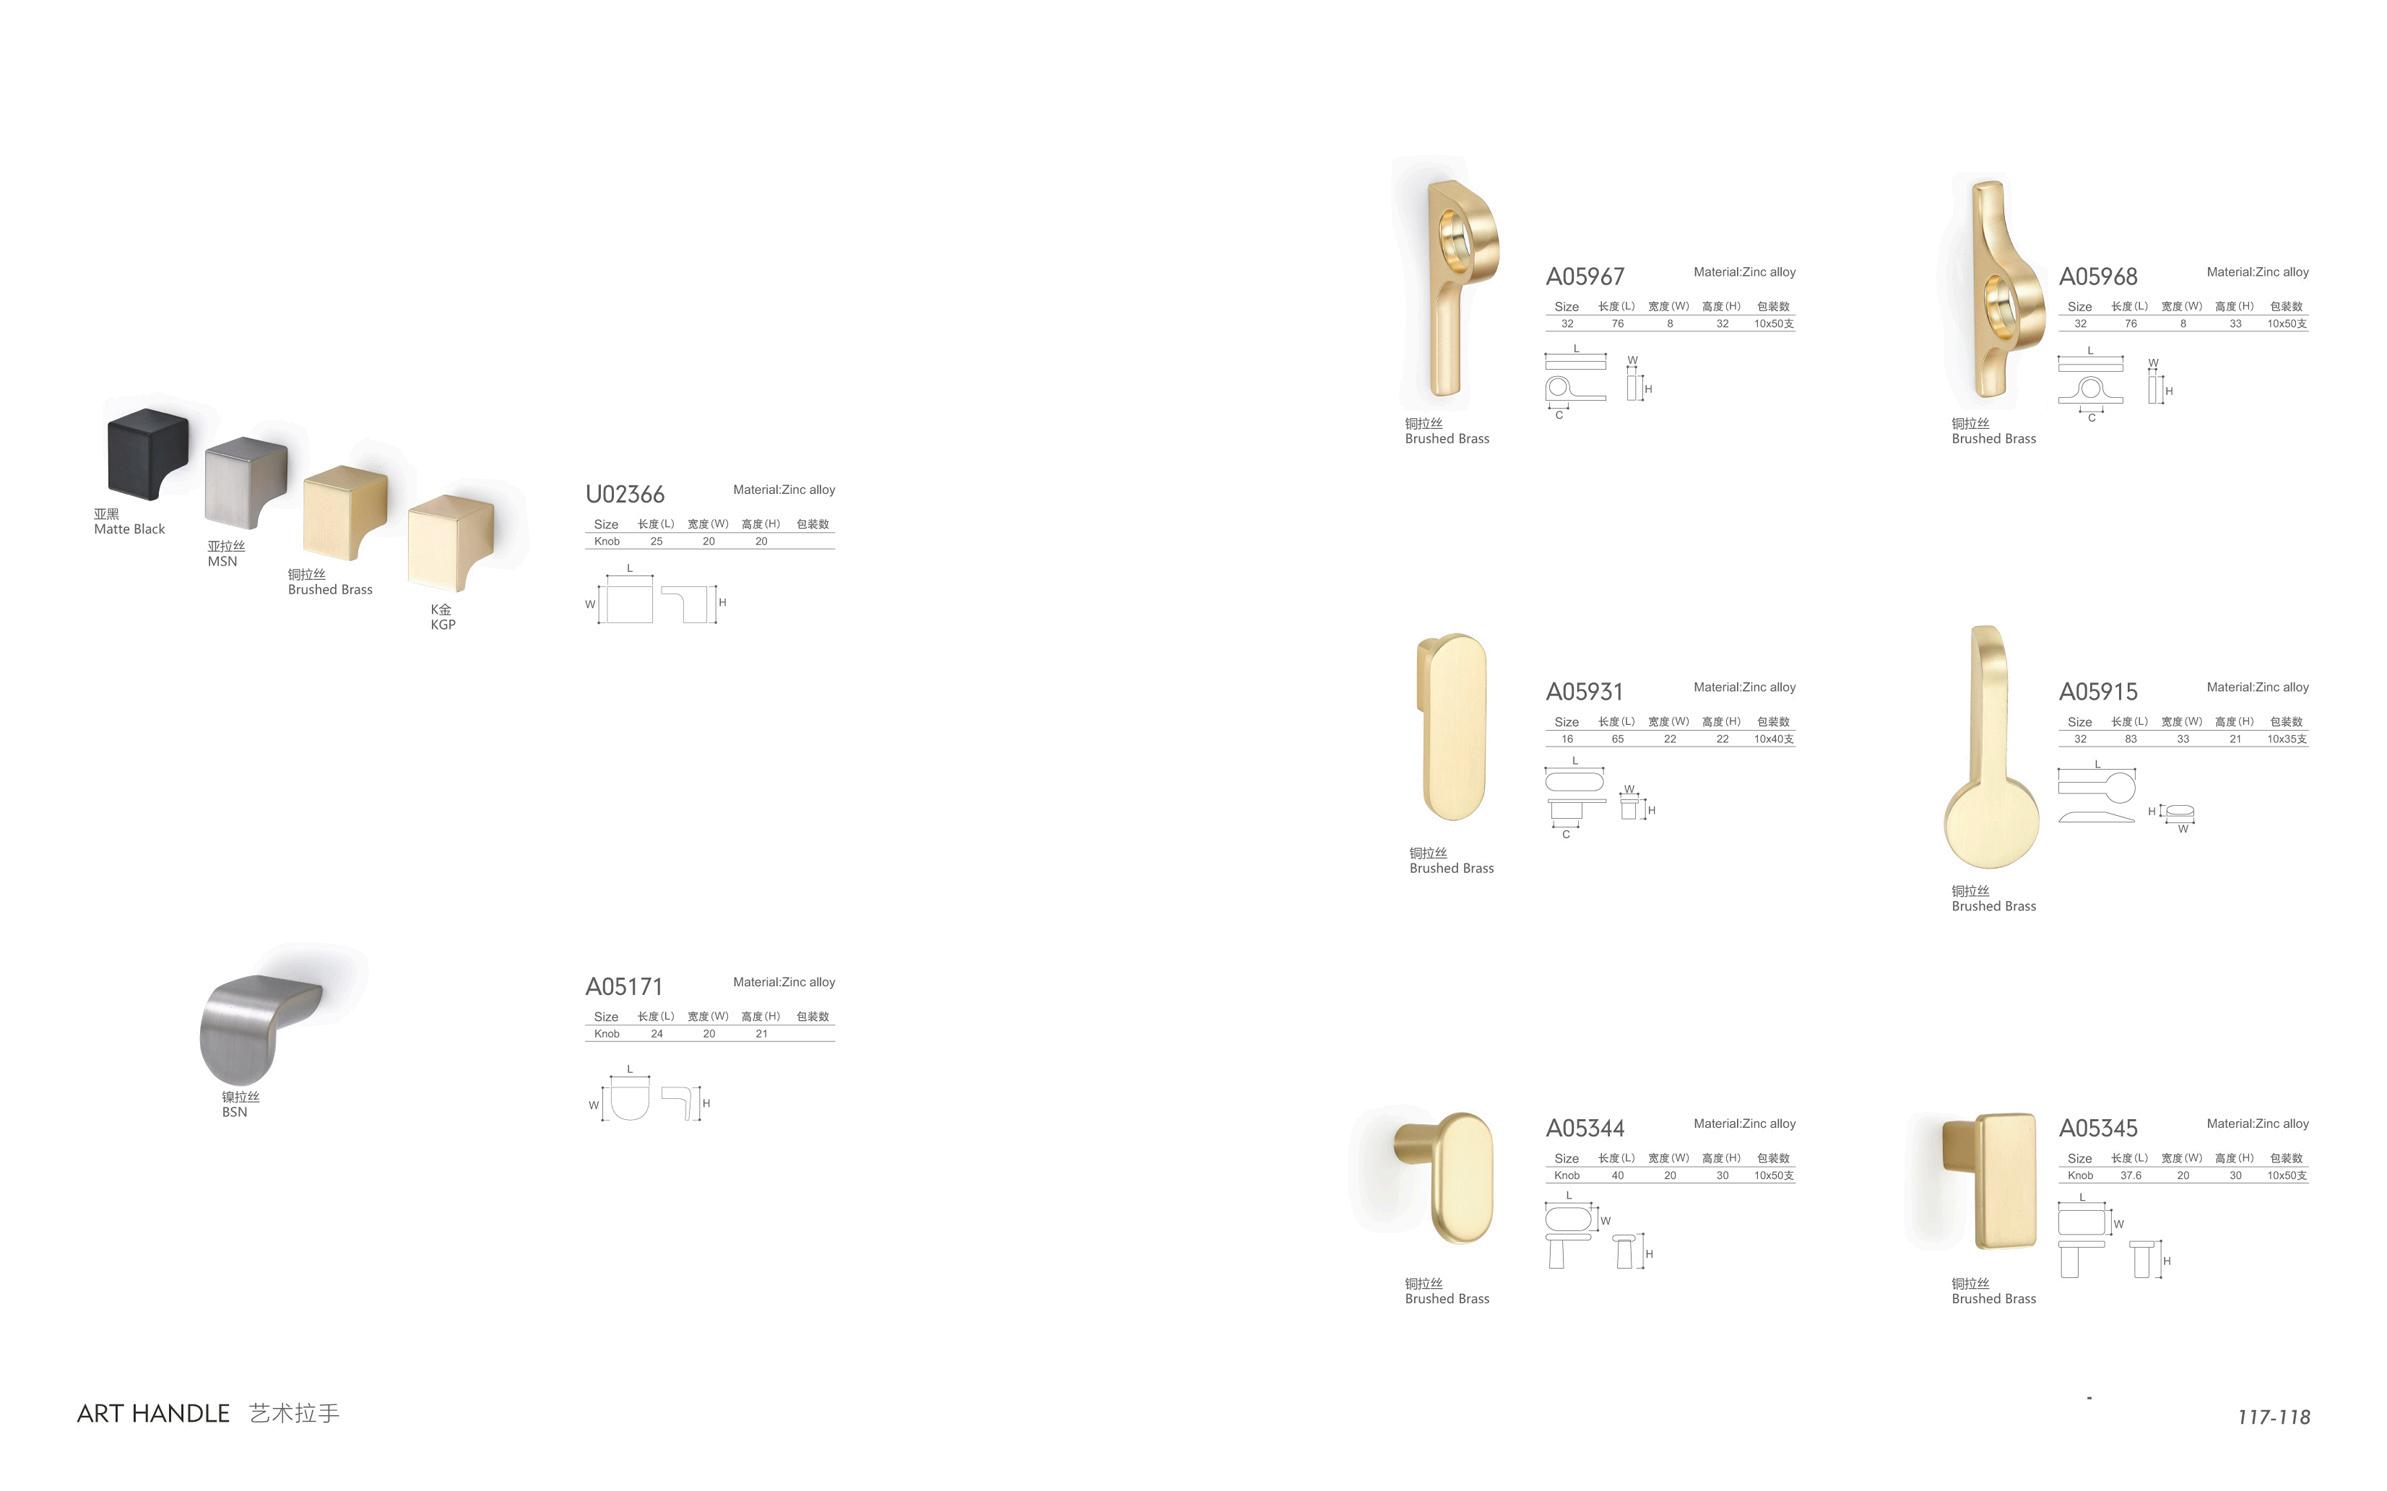 亚黑
Matte Black
亚拉丝
MSN
铜拉丝
Brushed Brass
K金
KGP
U02366 Material:Zinc alloy
Size 长度(L) 宽度(W) 高度(H) 包装数
Knob 25 20 20
L
W H
镍拉丝
BSN
A05171 Material:Zinc alloy
Size 长度(L) 宽度(W) 高度(H) 包装数
Knob 24 20 21
L
W H
铜拉丝
Brushed Brass
A05967 Material:Zinc alloy
Size 长度(L) 宽度(W) 高度(H) 包装数
32 76 8 32 10x50支
L
W
H
C
铜拉丝
Brushed Brass
A05968 Material:Zinc alloy
Size 长度(L) 宽度(W) 高度(H) 包装数
32 76 8 33 10x50支
L
W
H
C
铜拉丝
Brushed Brass
A05931 Material:Zinc alloy
Size 长度(L) 宽度(W) 高度(H) 包装数
16 65 22 22 10x40支
L
W
H
C
铜拉丝
Brushed Brass
A05915 Material:Zinc alloy
Size 长度(L) 宽度(W) 高度(H) 包装数
32 83 33 21 10x35支
L
H
W
铜拉丝
Brushed Brass
A05344 Material:Zinc alloy
Size 长度(L) 宽度(W) 高度(H) 包装数
Knob 40 20 30 10x50支
L
W
H
铜拉丝
Brushed Brass
A05345 Material:Zinc alloy
Size 长度(L) 宽度(W) 高度(H) 包装数
Knob 37.6 20 30 10x50支
L
W
H
ART HANDLE 艺术拉手
-
117-118